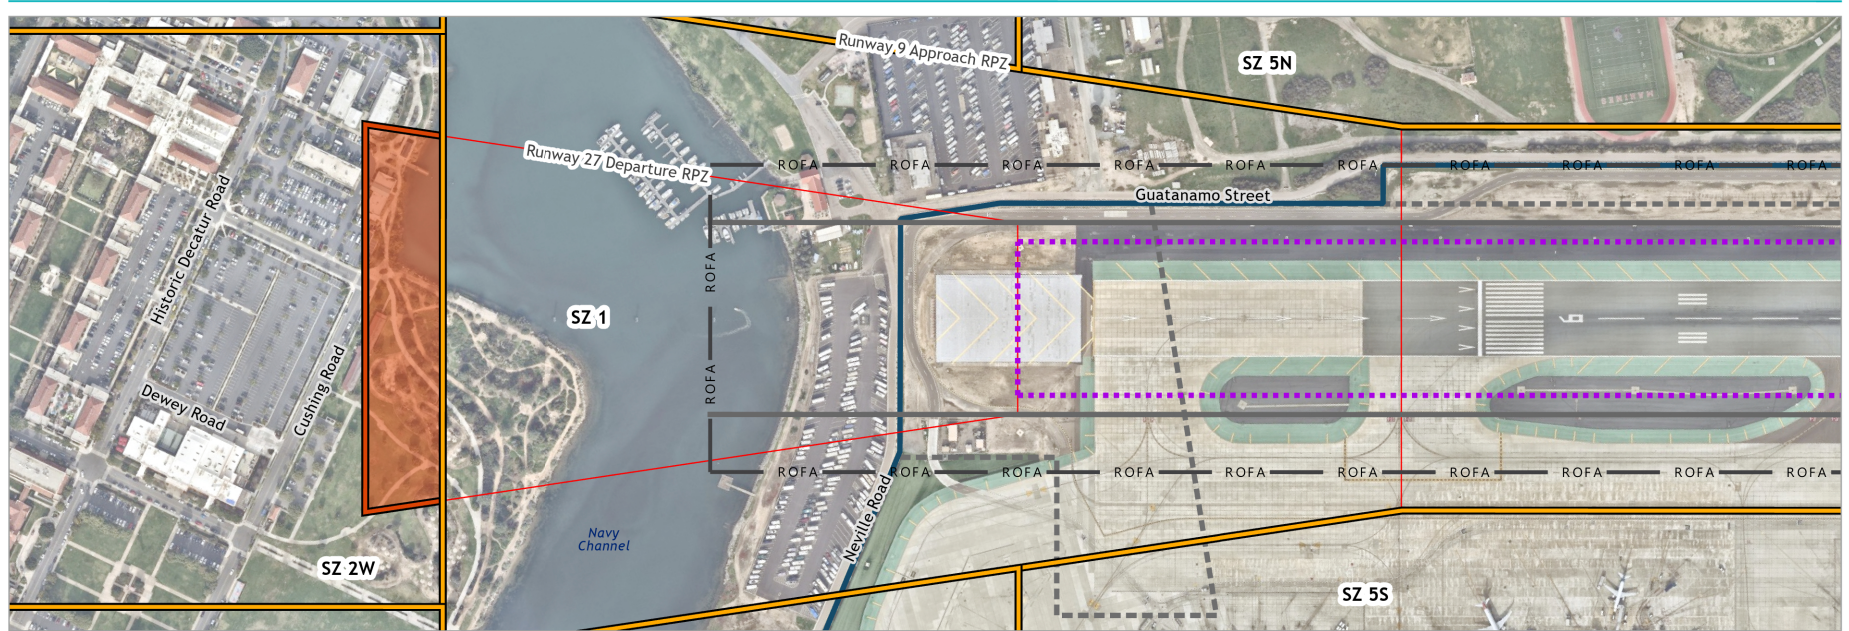 Runway 9 Approach RPZ
SZ 5N
Runway 27 Departure RPZ
ROFA ROFA ROFA ROFA ROFA ROFA ROFA ROFA ROFA ROFA
Guatanamo Street
Historic Decatur Road
ROFA
SZ 1
ROFA
Dewey Road
Cushing Road
ROFA ROFA ROFA ROFA ROFA ROFA ROFA ROFA ROFA ROFA
Neville Road
Navy
Channel
SZ 2W
SZ 5S